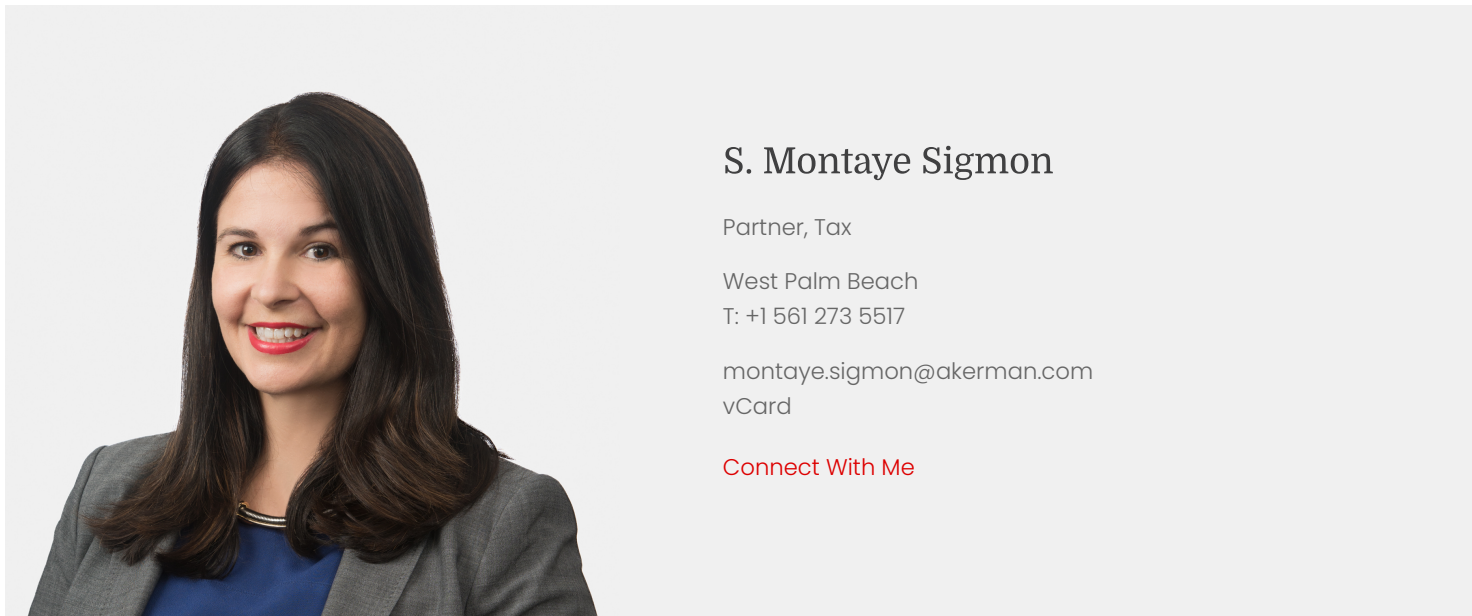 S. Montaye Sigmon
Partner, Tax
West Palm Beach
T: +1 561 273 5517
montaye.sigmon@akerman.com
vCard
Connect With Me